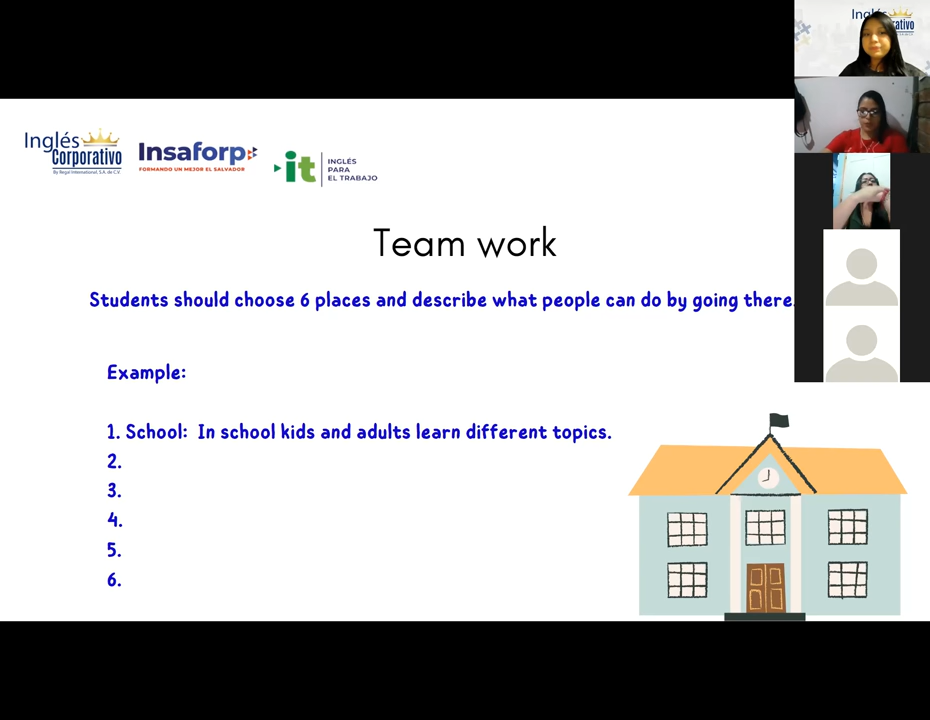 Inglés
Corporativo
By Regal International, S.A. de C.V.
Insaforp
FORMANDO UN MEJOR EL SALVADOR
it
INGLÉS
PARA
EL TRABAJO
Team work
Students should choose 6 places and describe what people can do by going there.
Example:
1. School: In school kids and adults learn different topics.
2.
3.
4.
5.
6.